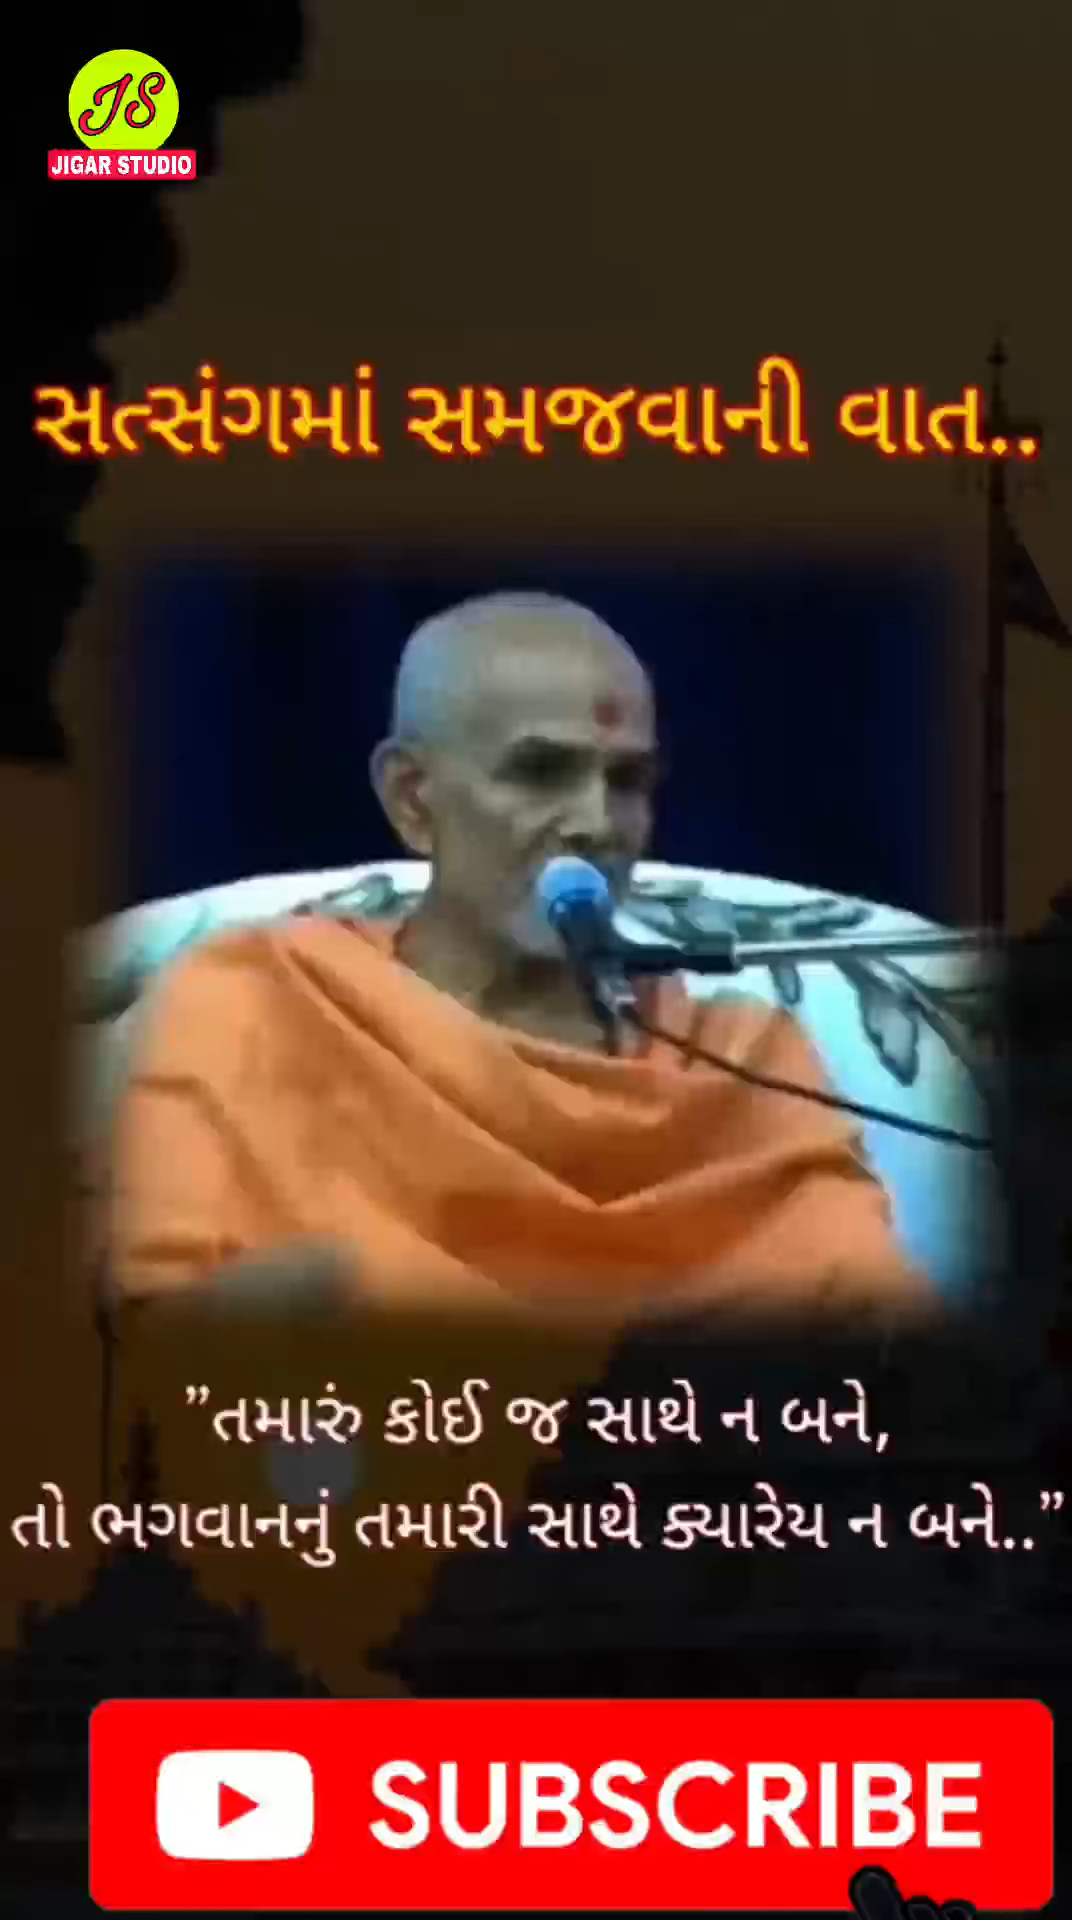 JS
JIGAR STUDIO
સત્સંગમાં સમજવાની વાત..
"તમારું કોઈ જ સાથે ન બને,
તો ભગવાનનું તમારી સાથે ક્યારેય ન બને.."
SUBSCRIBE